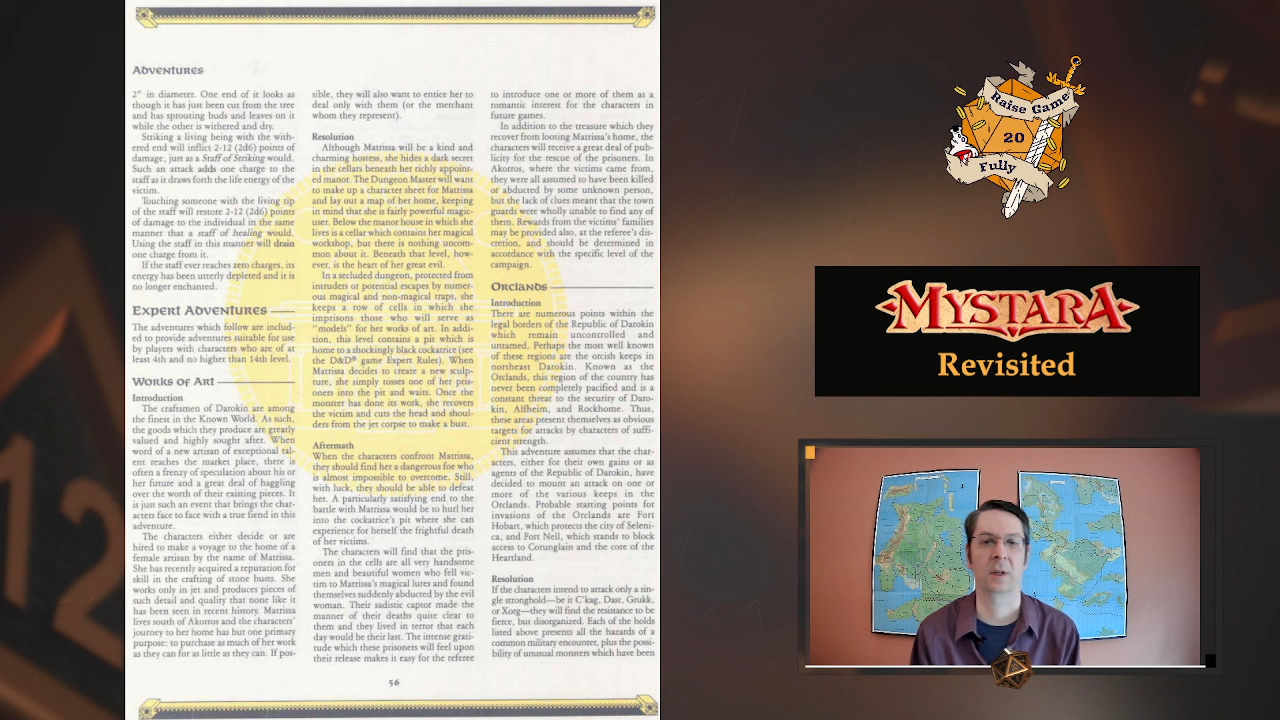 Adventures
2" in diameter. One end of it looks as
though it has just been cut from the tree
and has sprouting buds and leaves on it
while the other is withered and dry.
Striking a living being with the with-
ered end will inflict 2-12 (2d6) points of
damage, just as a Staff of Striking would.
Such an attack adds one charge to the
staff as it draws forth the life energy of the
victim.
Touching someone with the living tip
of the staff will restore 2-12 (2d6) points
of damage to the individual in the same
manner that a staff of healing would.
Using the staff in this manner will drain
one charge from it.
If the staff ever reaches zero charges, its
energy has been utterly depleted and it is
no longer enchanted.
Expert Adventures
The adventures which follow are includ-
ed to provide adventures suitable for use
by players with characters who are of at
least 4th and no higher than 14th level.
Works of Art
Introduction
The craftsmen of Darokin are among
the finest in the Known World. As such,
the goods which they produce are greatly
valued and highly sought after. When
word of a new artisan of exceptional tal-
ent reaches the market place, there is
often a frenzy of speculation about his or
her future and a great deal of haggling
over the worth of their existing pieces. It
is just such an event that brings the char-
acters face to face with a true fiend in this
adventure.
The characters either decide or are
hired to make a voyage to the home of a
female artisan by the name of Matrissa.
She has recently acquired a reputation for
skill in the crafting of stone busts. She
works only in jet and produces pieces of
such detail and quality that none like it
has been seen in recent history. Matrissa
lives south of Akorros and the characters'
journey to her home has but one primary
purpose: to purchase as much of her work
as they can for as little as they can. If pos-
sible, they will also want to entice her to
deal only with them (or the merchant
whom they represent).
Resolution
Although Matrissa will be a kind and
charming hostess, she hides a dark secret
in the cellars beneath her richly appoint-
ed manor. The Dungeon Master will want
to make up a character sheet for Matrissa
and lay out a map of her home, keeping
in mind that she is fairly powerful magic-
user. Below the manor house in which she
lives is a cellar which contains her magical
workshop, but there is nothing uncom-
mon about it. Beneath that level, how-
ever, is the heart of her great evil.
In a secluded dungeon, protected from
intruders or potential escapes by numer-
ous magical and non-magical traps, she
keeps a row of cells in which she
imprisons those who will serve as
"models" for her works of art. In addi-
tion, this level contains a pit which is
home to a shockingly black cockatrice (see
the D&D® game Expert Rules). When
Matrissa decides to create a new sculp-
ture, she simply tosses one of her pris-
oners into the pit and waits. Once the
monster has done its work, she recovers
the victim and cuts the head and shoul-
ders from the jet corpse to make a bust.
Aftermath
When the characters confront Matrissa,
they should find her a dangerous foe who
is almost impossible to overcome. Still,
with luck, they should be able to defeat
her. A particularly satisfying end to the
battle with Matrissa would be to hurl her
into the cockatrice's pit where she can
experience for herself the frightful death
of her victims.
The characters will find that the pris-
oners in the cells are all very handsome
men and beautiful women who fell vic-
tim to Matrissa's magical lures and found
themselves suddenly abducted by the evil
woman. Their sadistic captor made the
manner of their deaths quite clear to
them and they lived in terror that each
day would be their last. The intense grati-
tude which these prisoners will feel upon
their release makes it easy for the referee
to introduce one or more of them as a
romantic interest for the characters in
future games.
In addition to the treasure which they
recover from looting Matrissa's home, the
characters will receive a great deal of pub-
licity for the rescue of the prisoners. In
Akorros, where the victims came from,
they were all assumed to have been killed
or abducted by some unknown person,
but the lack of clues meant that the town
guards were wholly unable to find any of
them. Rewards from the victims' families
may be provided also, at the referee's dis-
cretion, and should be determined in
accordance with the specific level of the
campaign.
Orclands
Introduction
There are numerous points within the
legal borders of the Republic of Darokin
which remain uncontrolled and
untamed. Perhaps the most well known
of these regions are the orcish keeps in
northeast Darokin. Known as the
Orclands, this region of the country has
never been completely pacified and is a
constant threat to the security of Daro-
kin, Alfheim, and Rockhome. Thus,
these areas present themselves as obvious
targets for attacks by characters of suffi-
cient strength.
This adventure assumes that the char-
acters, either for their own gains or as
agents of the Republic of Darokin, have
decided to mount an attack on one or
more of the various keeps in the
Orclands. Probable starting points for
invasions of the Orclands are Fort
Hobart, which protects the city of Seleni-
ca, and Fort Nell, which stands to block
access to Corunglain and the core of the
Heartland.
Resolution
If the characters intend to attack only a sin-
gle stronghold—be it C'kag, Dast, Grukk,
or Xorg—they will find the resistance to be
fierce, but disorganized. Each of the holds
listed above presents all the hazards of a
common military encounter, plus the possi-
bility of unusual monsters which have been
56
Raise Game
20
Fully
MYSTARA
Revisited
12